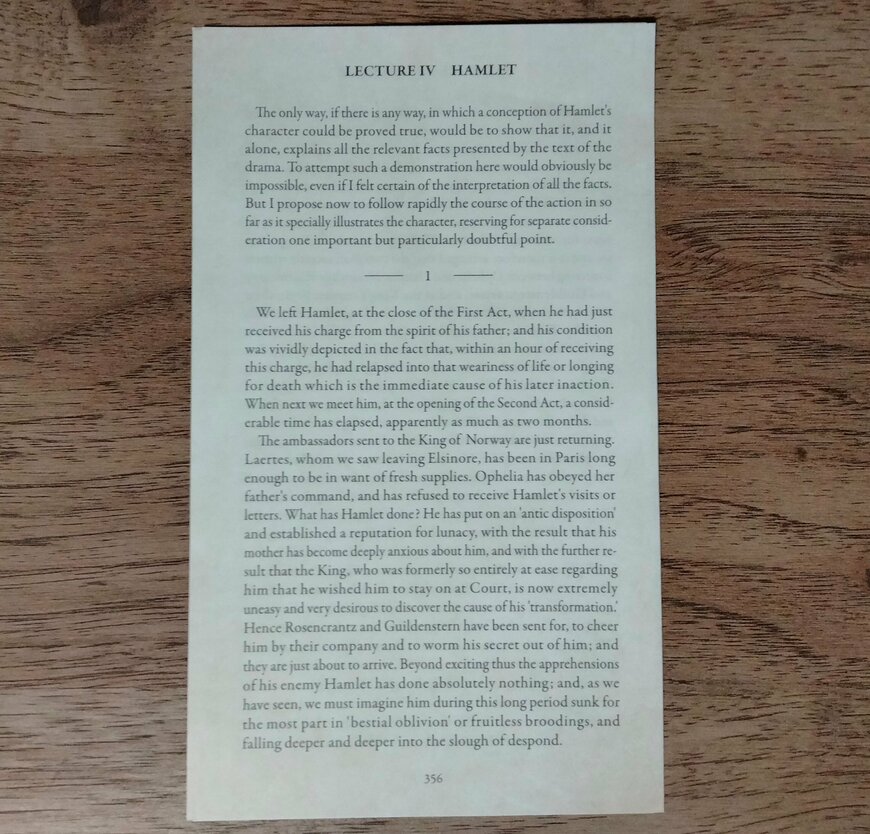 LECTURE IV HAMLET
The only way, if there is any way, in which a conception of Hamlet's
character could be proved true, would be to show that it, and it
alone, explains all the relevant facts presented by the text of the
drama. To attempt such a demonstration here would obviously be
impossible, even if I felt certain of the interpretation of all the facts.
But I propose now to follow rapidly the course of the action in so
far as it specially illustrates the character, reserving for separate consid-
eration one important but particularly doubtful point.
1
We left Hamlet, at the close of the First Act, when he had just
received his charge from the spirit of his father; and his condition
was vividly depicted in the fact that, within an hour of receiving
this charge, he had relapsed into that weariness of life or longing
for death which is the immediate cause of his later inaction.
When next we meet him, at the opening of the Second Act, a consid-
erable time has elapsed, apparently as much as two months.
The ambassadors sent to the King of Norway are just returning.
Laertes, whom we saw leaving Elsinore, has been in Paris long
enough to be in want of fresh supplies. Ophelia has obeyed her
father's command, and has refused to receive Hamlet's visits or
letters. What has Hamlet done? He has put on an 'antic disposition'
and established a reputation for lunacy, with the result that his
mother has become deeply anxious about him, and with the further re-
sult that the King, who was formerly so entirely at ease regarding
him that he wished him to stay on at Court, is now extremely
uneasy and very desirous to discover the cause of his 'transformation.'
Hence Rosencrantz and Guildenstern have been sent for, to cheer
him by their company and to worm his secret out of him; and
they are just about to arrive. Beyond exciting thus the apprehensions
of his enemy Hamlet has done absolutely nothing; and, as we
have seen, we must imagine him during this long period sunk for
the most part in 'bestial oblivion' or fruitless broodings, and
falling deeper and deeper into the slough of despond.
356